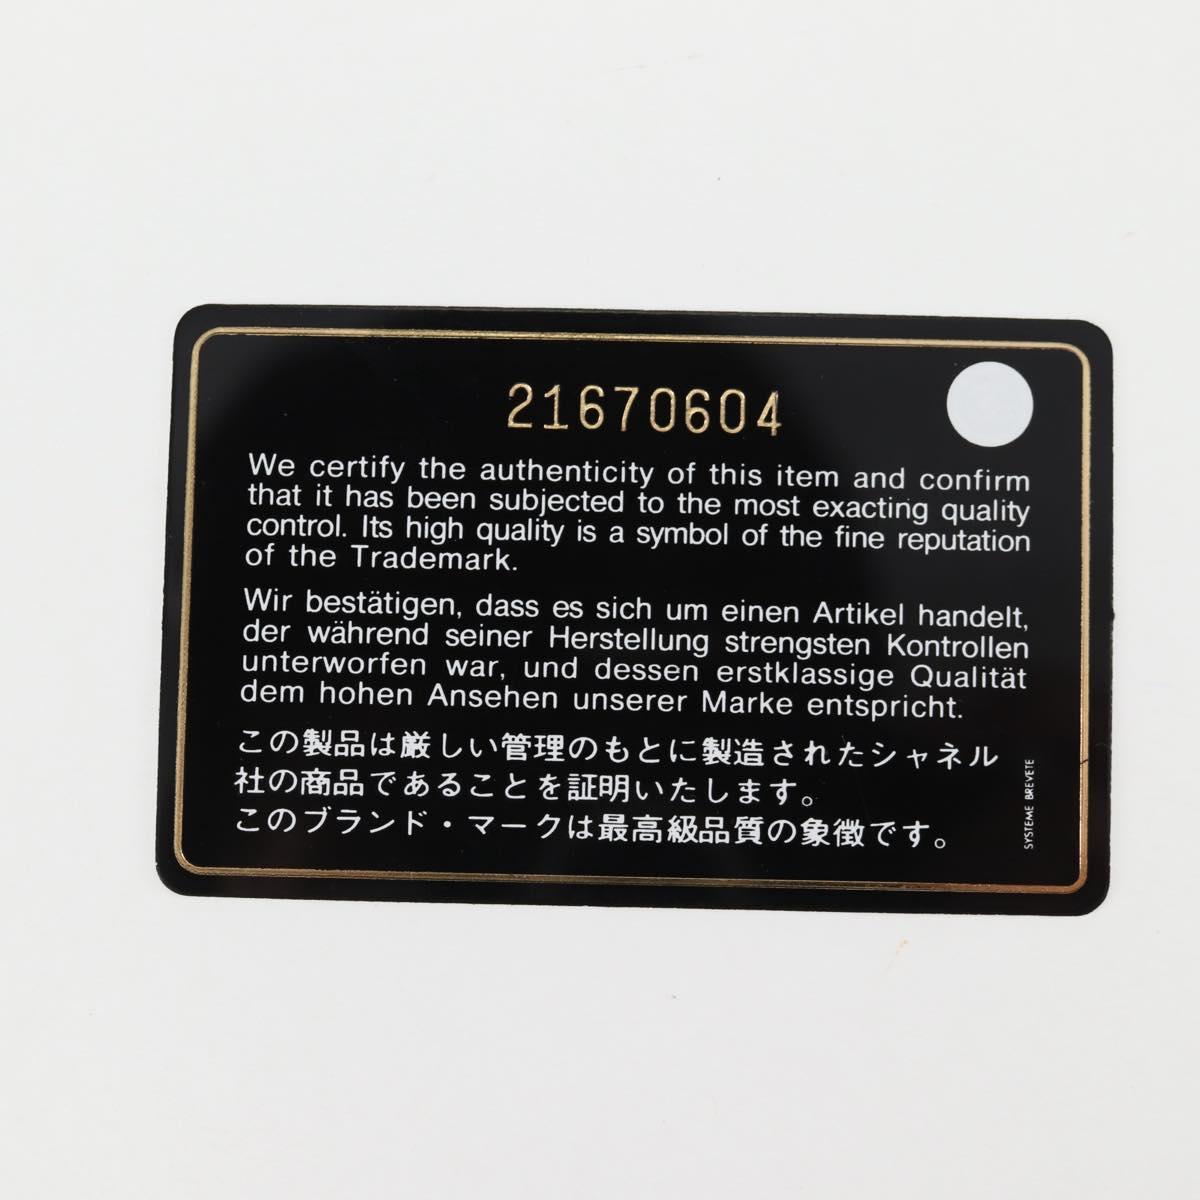 21670604
We certify the authenticity of this item and confirm
that it has been subjected to the most exacting quality
control. Its high quality is a symbol of the fine reputation
of the Trademark.
Wir bestätigen, dass es sich um einen Artikel handelt,
der während seiner Herstellung strengsten Kontrollen
unterworfen war, und dessen erstklassige Qualität
dem hohen Ansehen unserer Marke entspricht.
この製品は厳しい管理のもとに製造されたシャネル
社の商品であることを証明いたします。
このブランド・マークは最高級品質の象徴です。
SYSTEME BREVETE